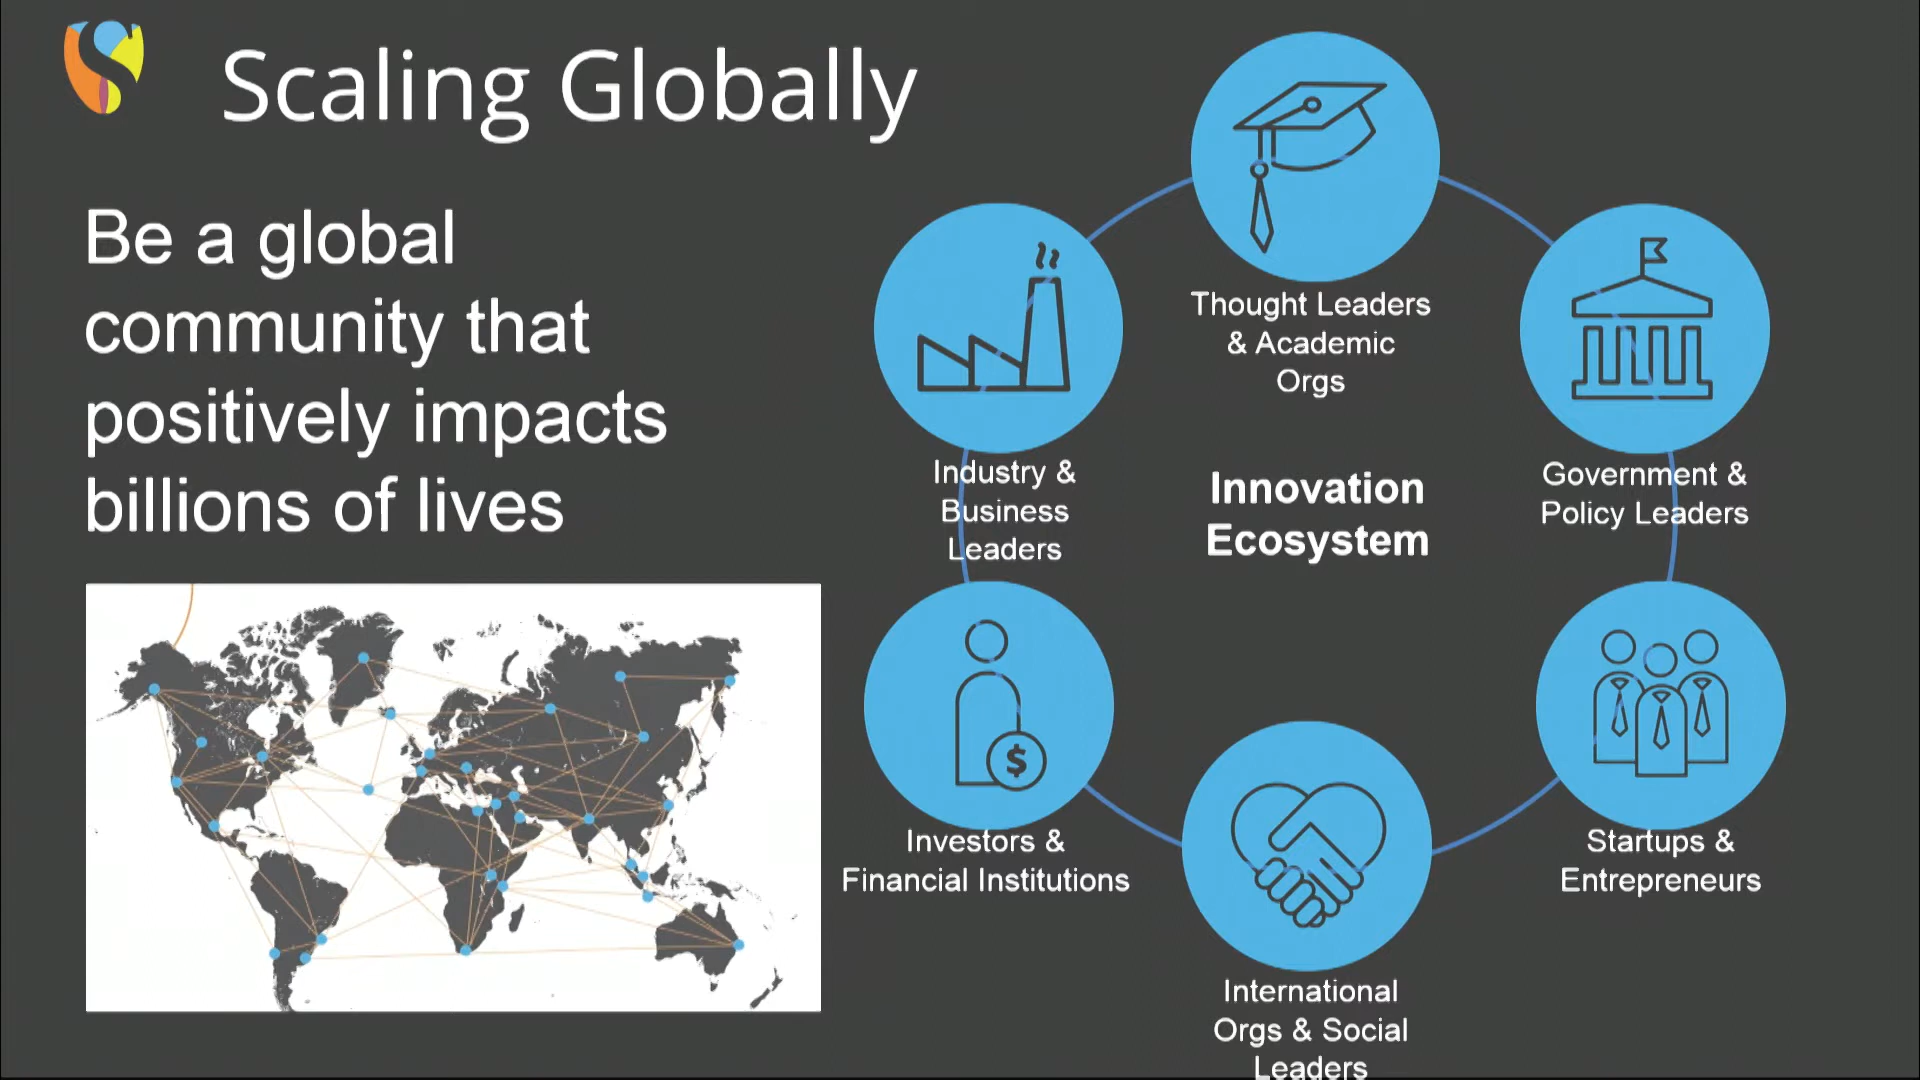 Scaling Globally
Be a global
community that
positively impacts
billions of lives
Thought Leaders
& Academic
Orgs
Industry &
Business
Leaders
Innovation
Ecosystem
Government &
Policy Leaders
$
Investors &
Financial Institutions
Startups &
Entrepreneurs
International
Orgs & Social
Leaders